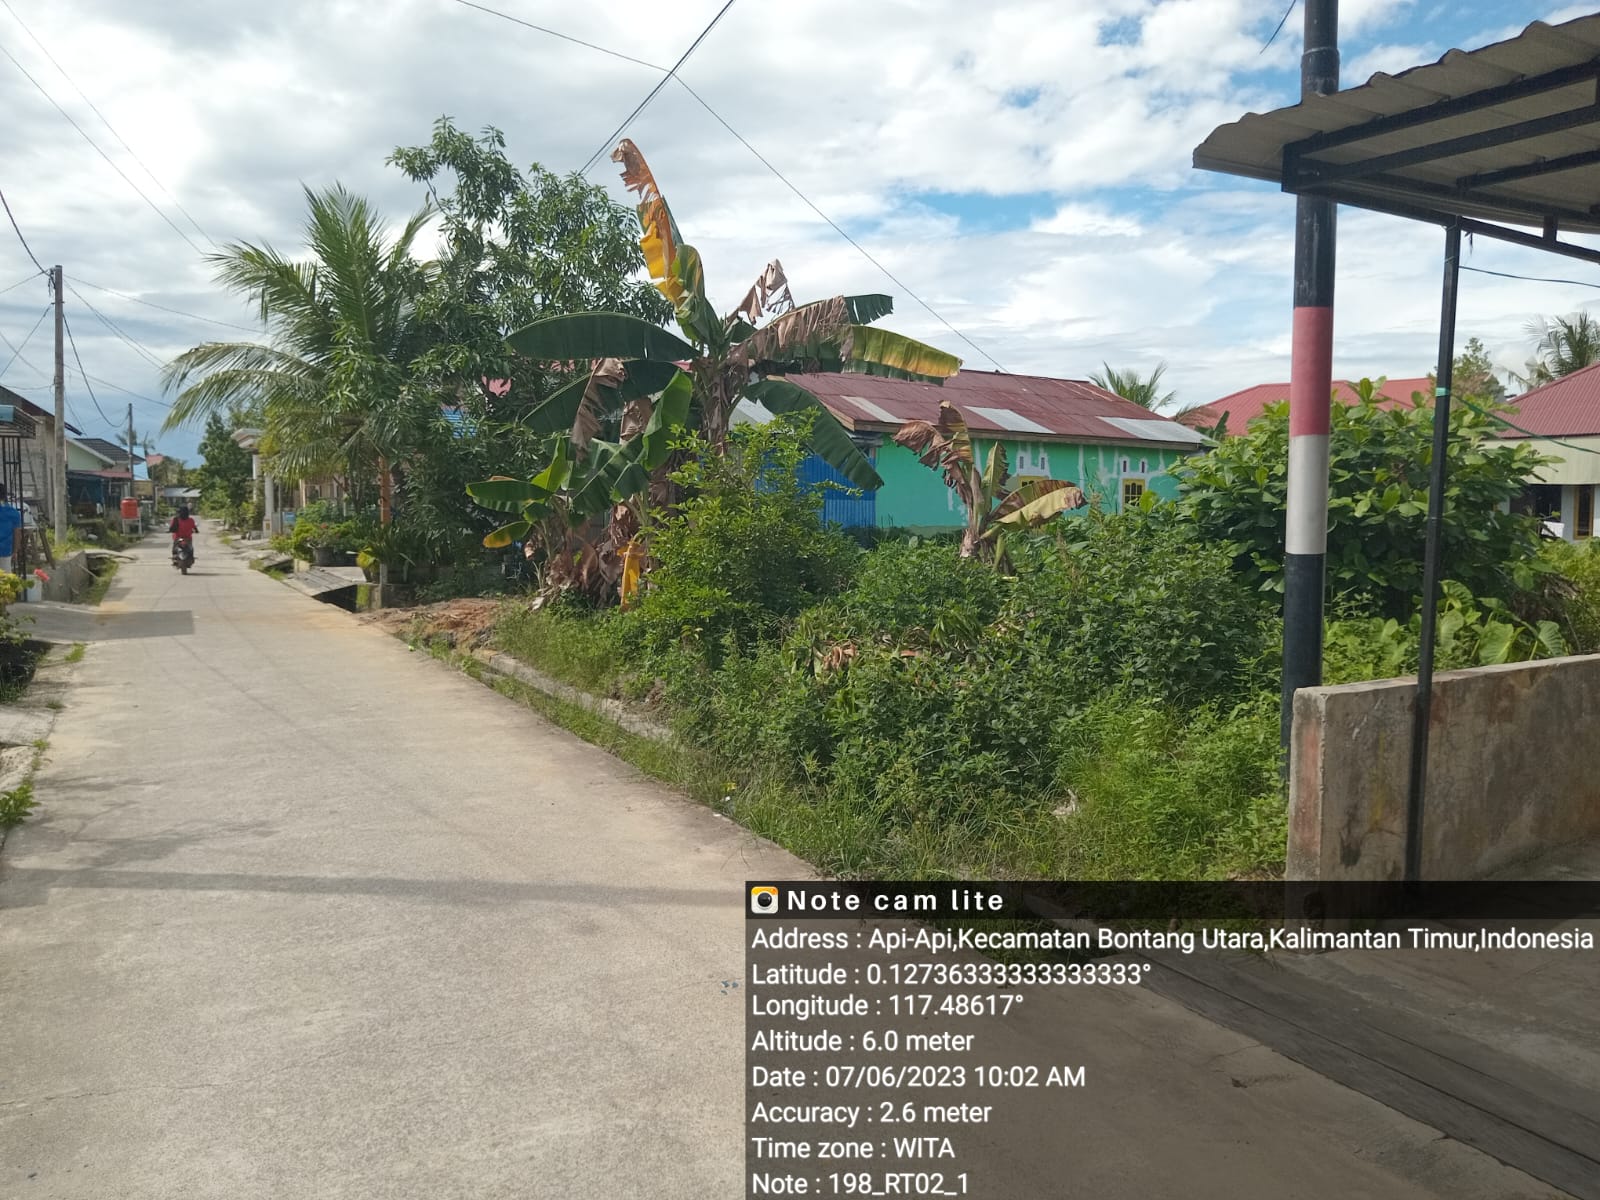 Note cam lite
Address : Api-Api,Kecamatan Bontang Utara,Kalimantan Timur,Indonesia
Latitude : 0.12736333333333333°
Longitude : 117.48617°
Altitude : 6.0 meter
Date : 07/06/2023 10:02 AM
Accuracy : 2.6 meter
Time zone : WITA
Note : 198_RT02_1